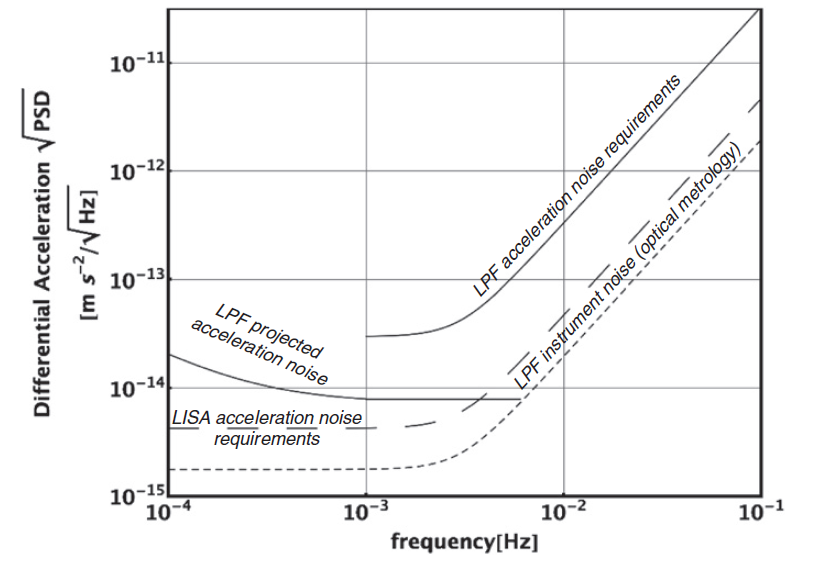 Differential Acceleration √PSD
[m s⁻²/√Hz]
10⁻¹¹
10⁻¹²
10⁻¹³
10⁻¹⁴
10⁻¹⁵
LPF acceleration noise requirements
LPF instrument noise (optical metrology)
LPF projected
acceleration noise
LISA acceleration noise
requirements
10⁻⁴
10⁻³
10⁻²
10⁻¹
frequency[Hz]